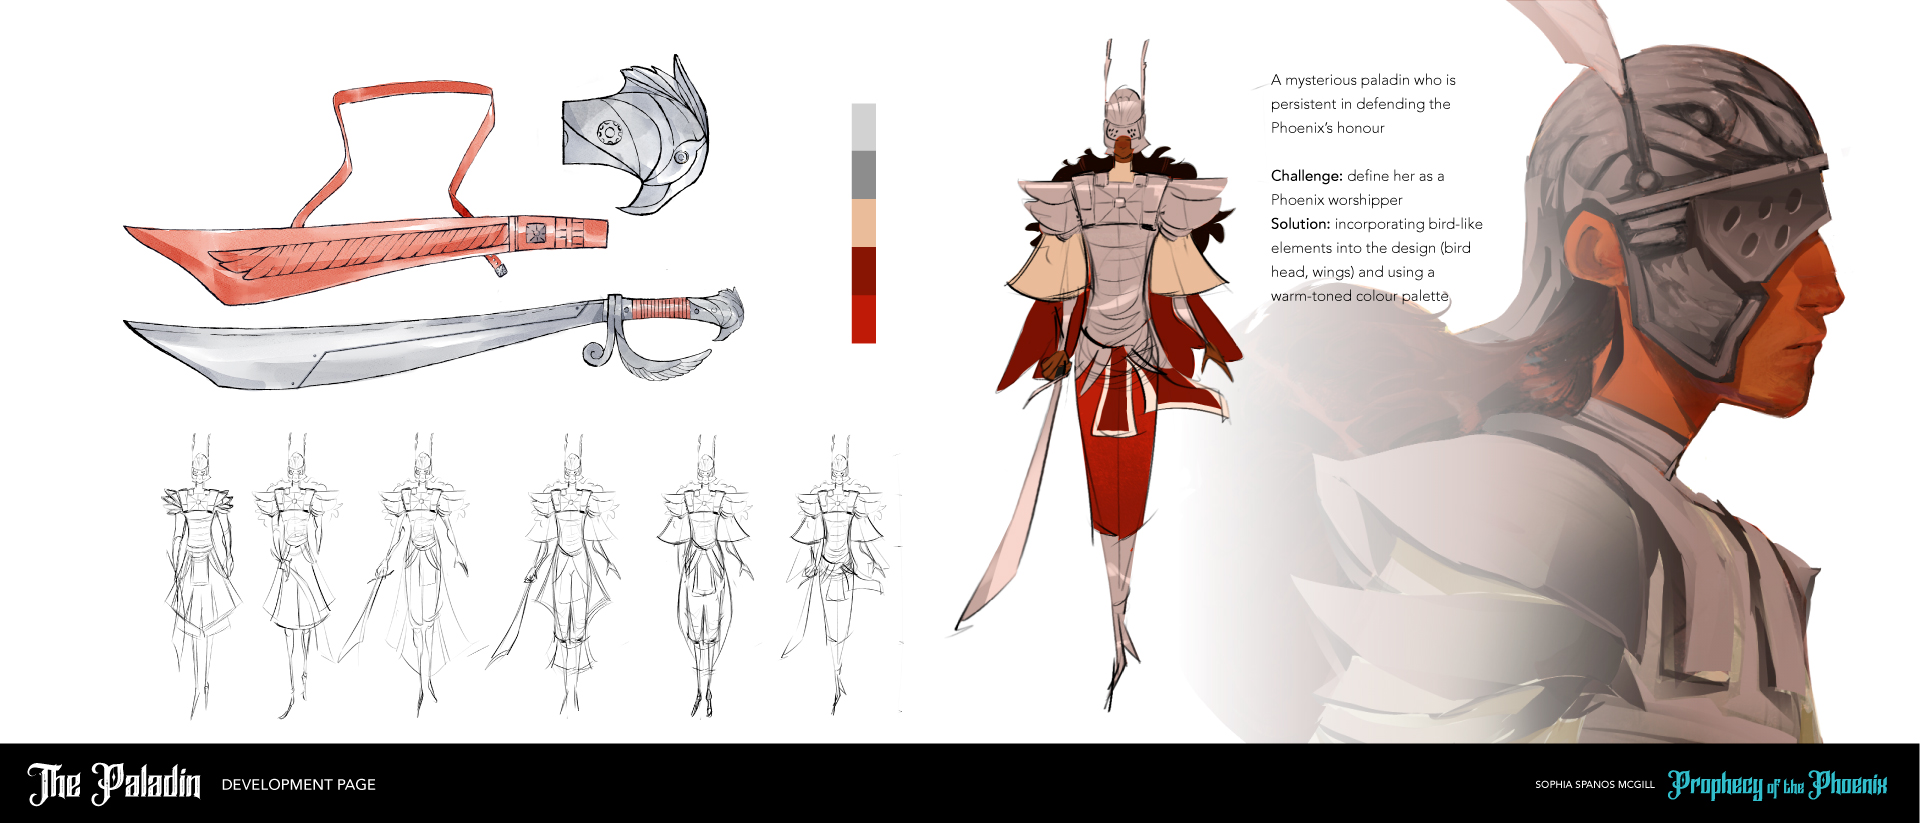 A mysterious paladin who is
persistent in defending the
Phoenix's honour
Challenge: define her as a
Phoenix worshipper
Solution: incorporating bird-like
elements into the design (bird
head, wings) and using a
warm-toned colour palette
The Paladin
DEVELOPMENT PAGE
SOPHIA SPANOS MCGILL
Prophecy of the Phoenix